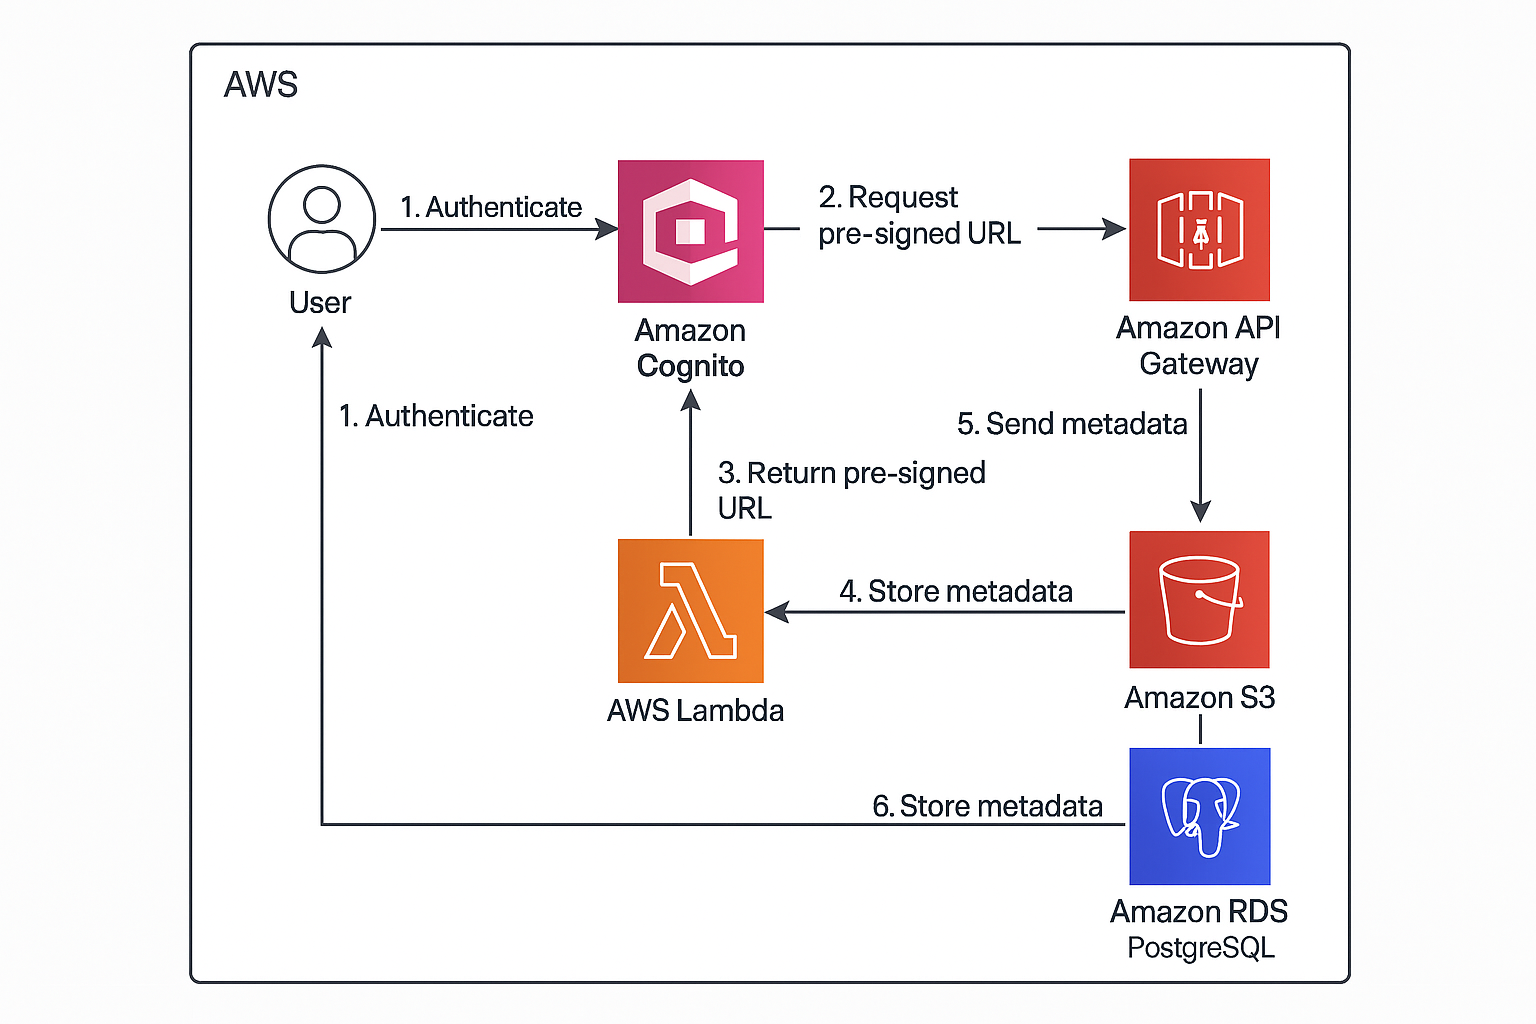 AWS
1. Authenticate
2. Request
pre-signed URL
User
Amazon
Cognito
Amazon API
Gateway
1. Authenticate
5. Send metadata
3. Return pre-signed
URL
4. Store metadata
AWS Lambda
Amazon S3
6. Store metadata
Amazon RDS
PostgreSQL